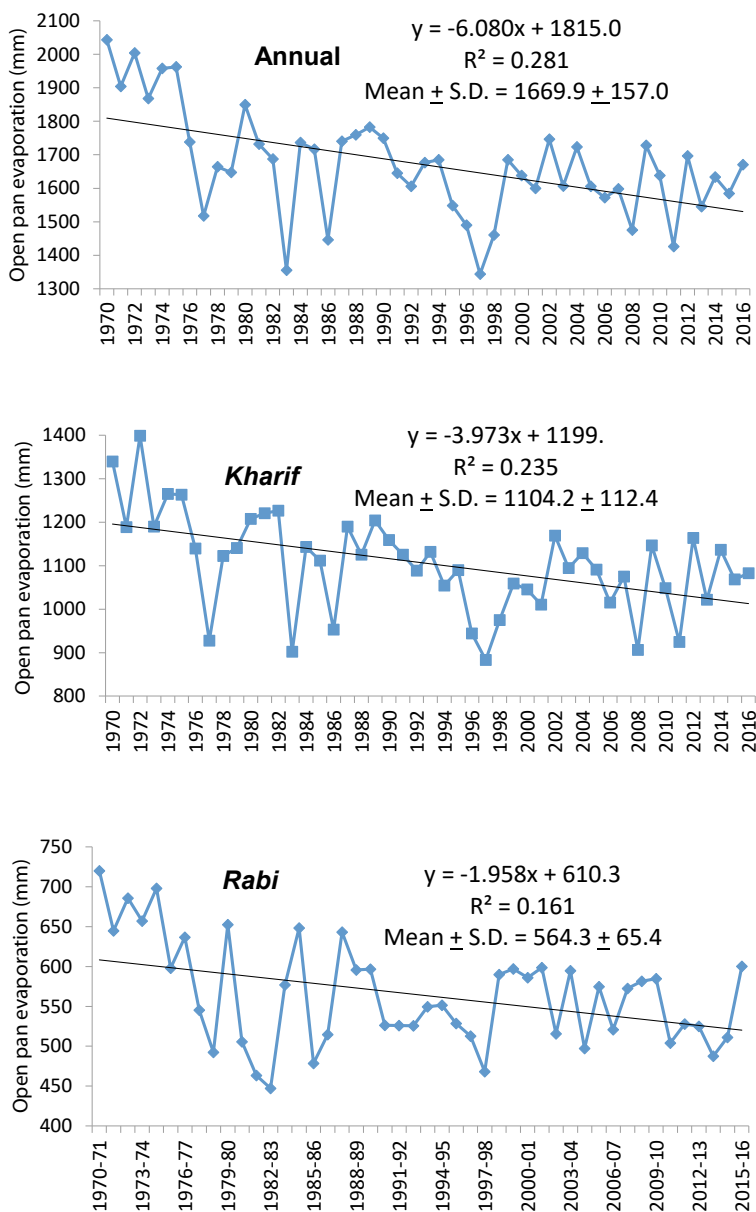 Annual
y = -6.080x + 1815.0
R² = 0.281
Mean ± S.D. = 1669.9 ± 157.0
Open pan evaporation (mm)
2100
2000
1900
1800
1700
1600
1500
1400
1300
1970 1972 1974 1976 1978 1980 1982 1984 1986 1988 1990 1992 1994 1996 1998 2000 2002 2004 2006 2008 2010 2012 2014 2016
Kharif
y = -3.973x + 1199.
R² = 0.235
Mean ± S.D. = 1104.2 ± 112.4
Open pan evaporation (mm)
1400
1300
1200
1100
1000
900
800
1970 1972 1974 1976 1978 1980 1982 1984 1986 1988 1990 1992 1994 1996 1998 2000 2002 2004 2006 2008 2010 2012 2014 2016
Rabi
y = -1.958x + 610.3
R² = 0.161
Mean ± S.D. = 564.3 ± 65.4
Open pan evaporation (mm)
750
700
650
600
550
500
450
400
1970-71 1973-74 1976-77 1979-80 1982-83 1985-86 1988-89 1991-92 1994-95 1997-98 2000-01 2003-04 2006-07 2009-10 2012-13 2015-16